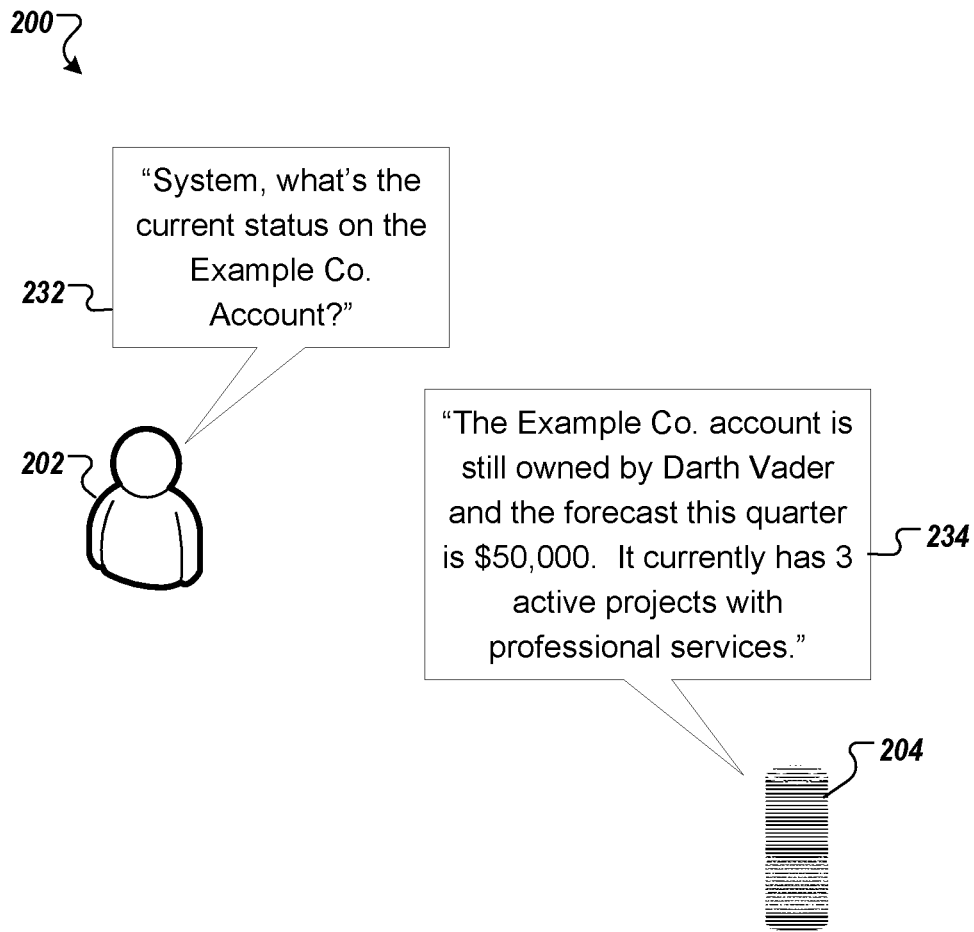 200
“System, what’s the
current status on the
Example Co.
Account?”
232
202
“The Example Co. account is
still owned by Darth Vader
and the forecast this quarter
is $50,000.  It currently has 3
active projects with
professional services.”
234
204